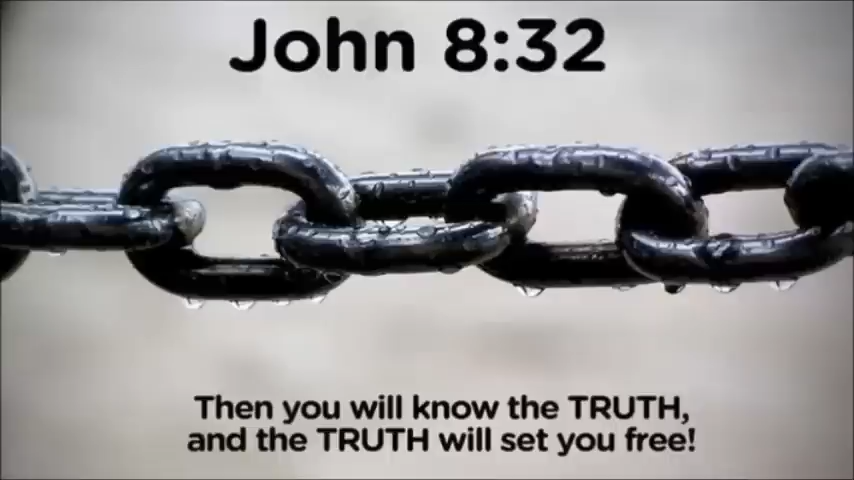 John 8:32
Then you will know the TRUTH,
and the TRUTH will set you free!